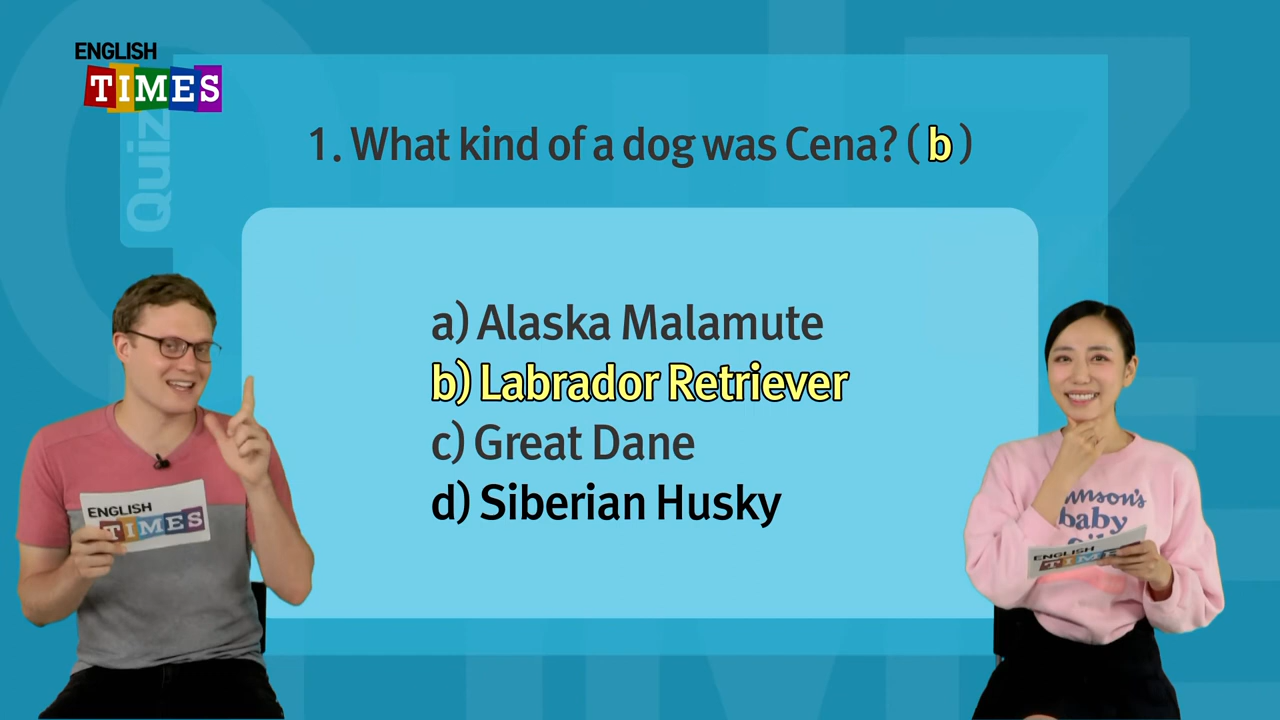 ENGLISH
TIMES
Quiz
1. What kind of a dog was Cena? ( b )
a) Alaska Malamute
b) Labrador Retriever
c) Great Dane
d) Siberian Husky
ENGLISH
TIMES
baby
ENGLISH